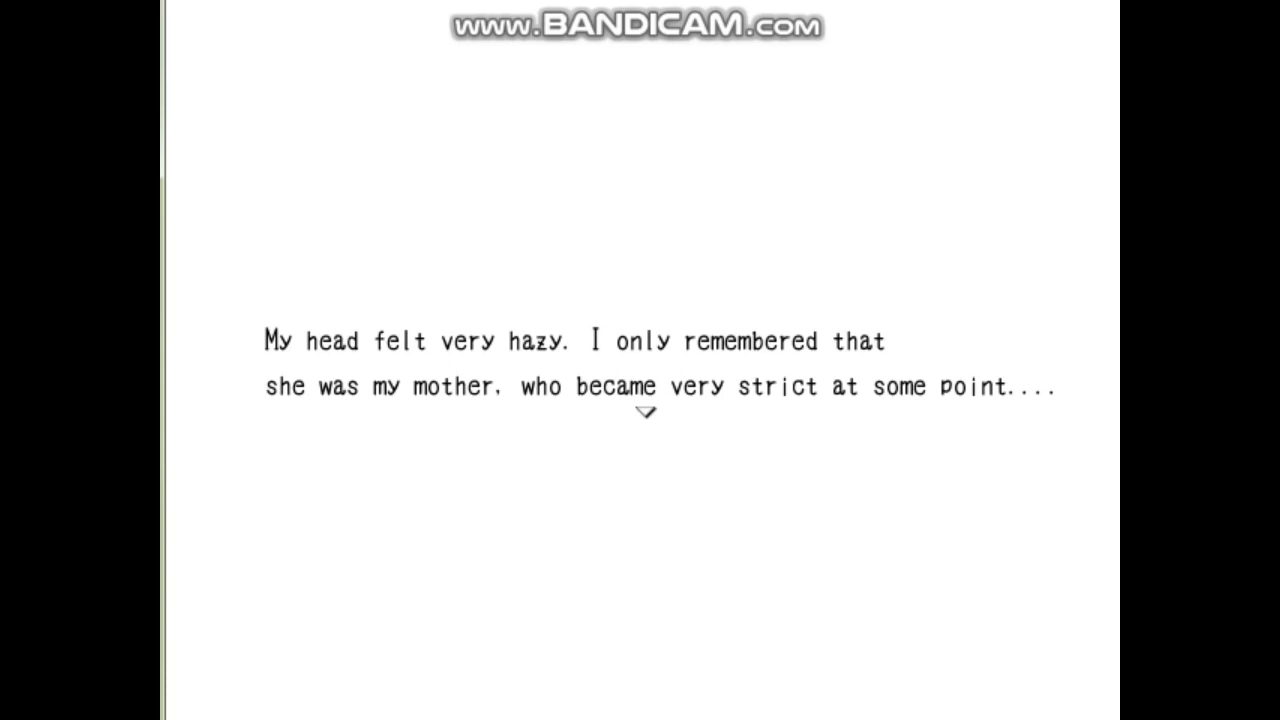 www.BANDICAM.com
My head felt very hazy. I only remembered that
she was my mother, who became very strict at some point....